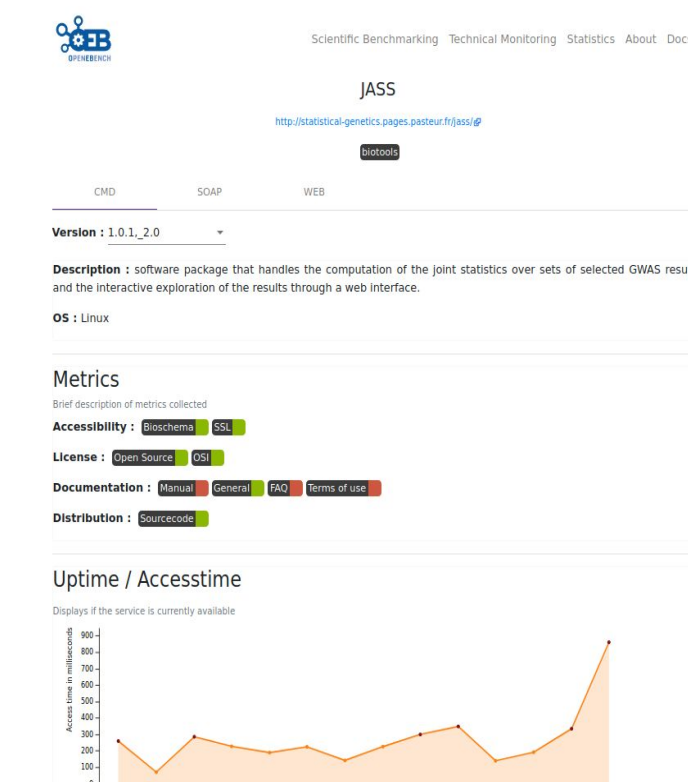 OEB
OPENEBENCH
Scientific Benchmarking Technical Monitoring Statistics About Docs
JASS
http://statistical-genetics.pages.pasteur.fr/jass/
biotools
CMD SOAP WEB
Version : 1.0.1,_2.0
Description : software package that handles the computation of the joint statistics over sets of selected GWAS resu
and the interactive exploration of the results through a web interface.
OS : Linux
Metrics
Brief description of metrics collected
Accessibility : Bioschema SSL
License : Open Source OSI
Documentation : Manual General FAQ Terms of use
Distribution : Sourcecode
Uptime / Accesstime
Displays if the service is currently available
Access time in milliseconds
900
800
700
600
500
400
300
200
100